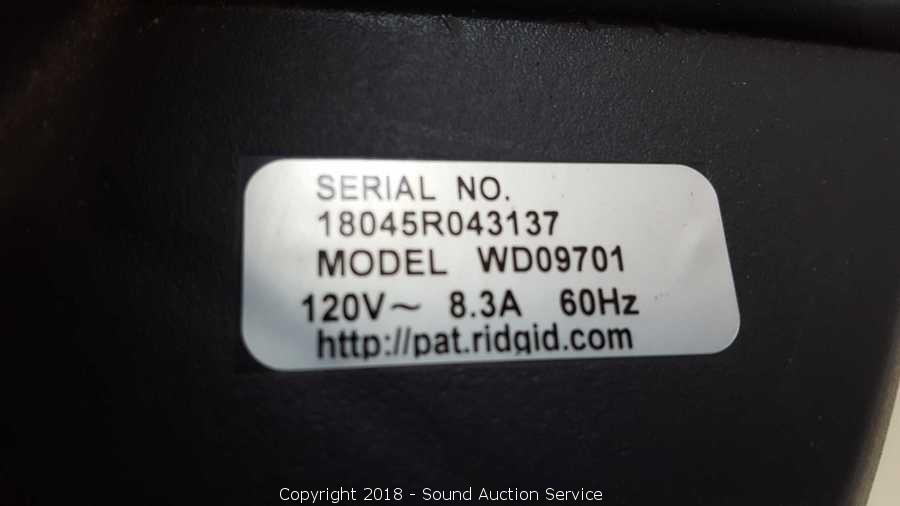 SERIAL NO.
18045R043137
MODEL WD09701
120V~ 8.3A 60Hz
http://pat.ridgid.com
Copyright 2018 - Sound Auction Service